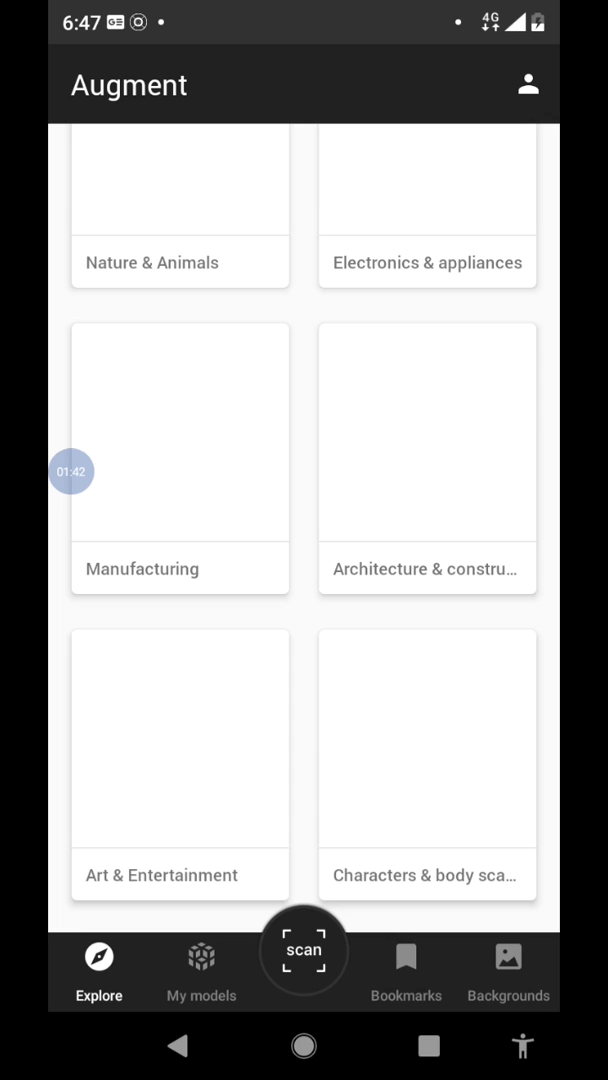 6:47
4G
Augment
Nature & Animals
Electronics & appliances
01:42
Manufacturing
Architecture & constru...
Art & Entertainment
Characters & body sca...
scan
Explore
My models
Bookmarks
Backgrounds